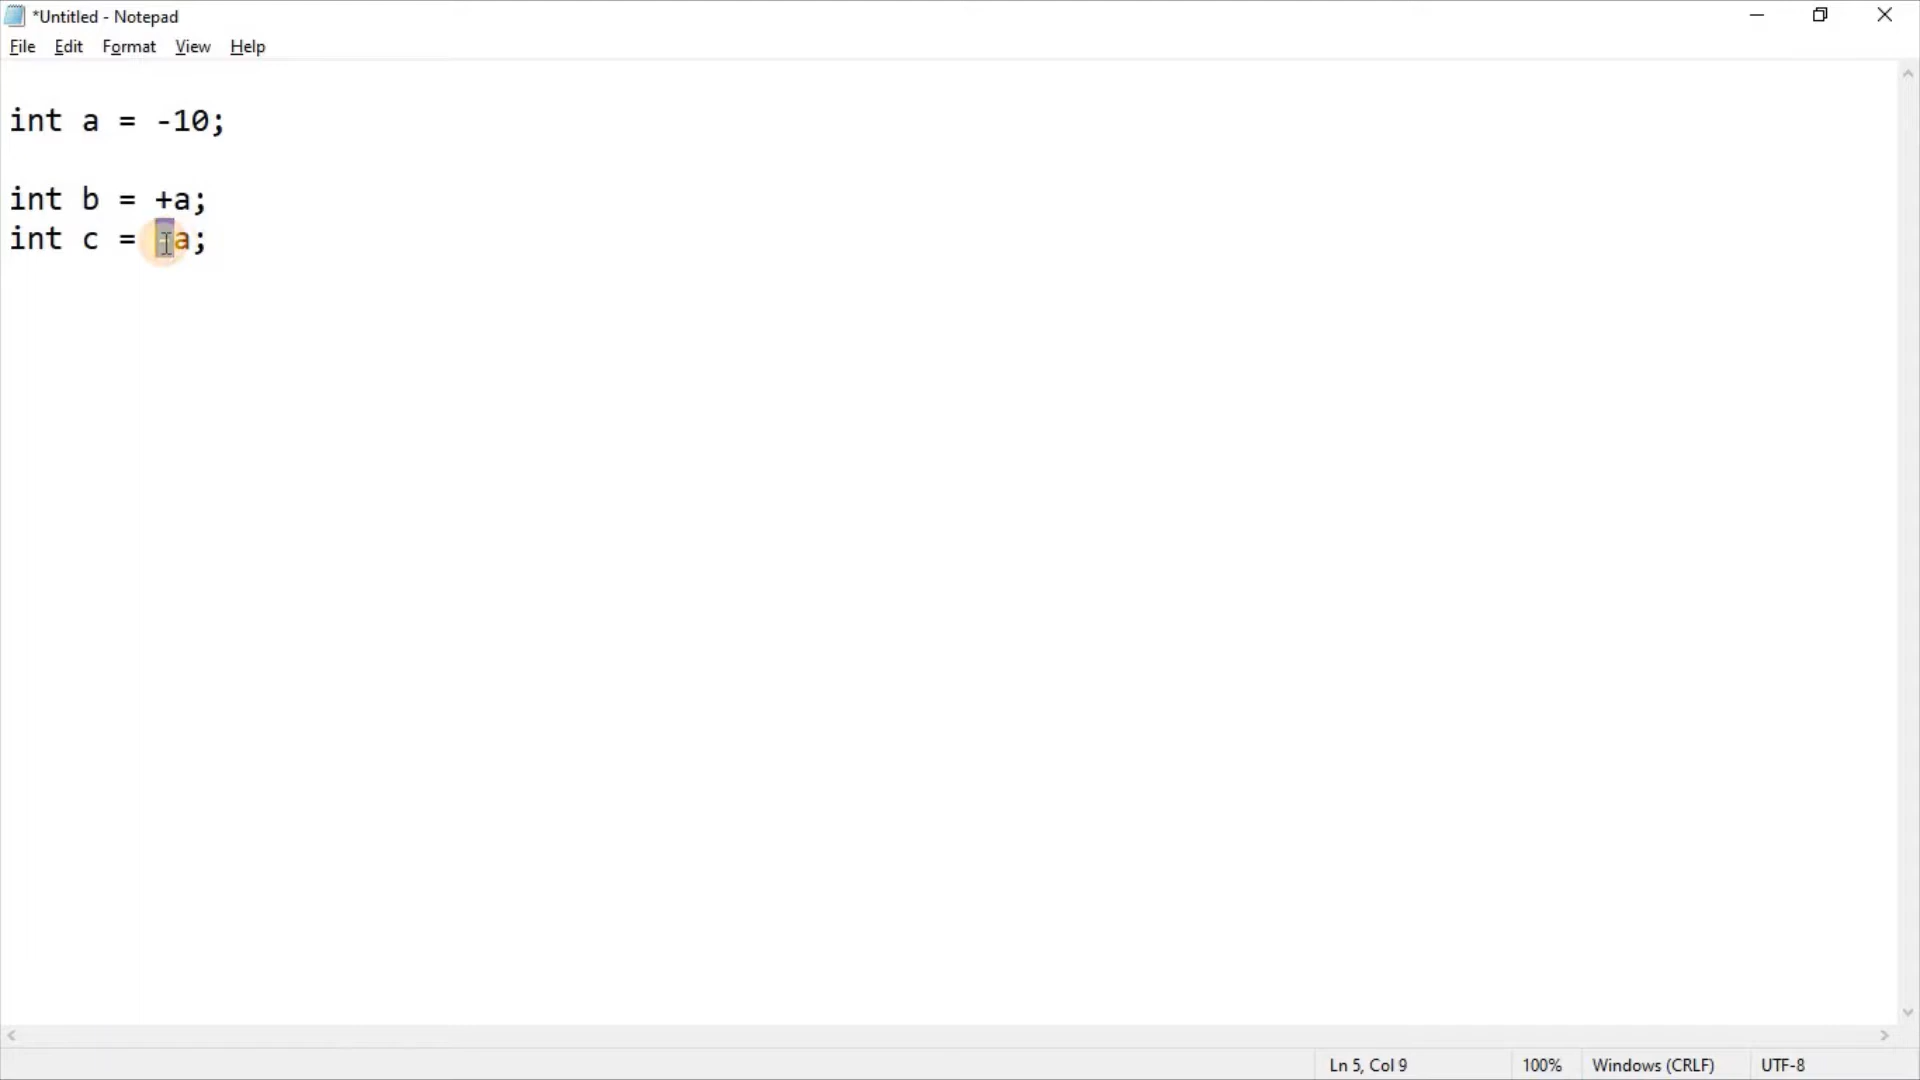 *Untitled - Notepad
File Edit Format View Help
int a = -10;
int b = +a;
int c = -a;
Ln 5, Col 9 100% Windows (CRLF) UTF-8